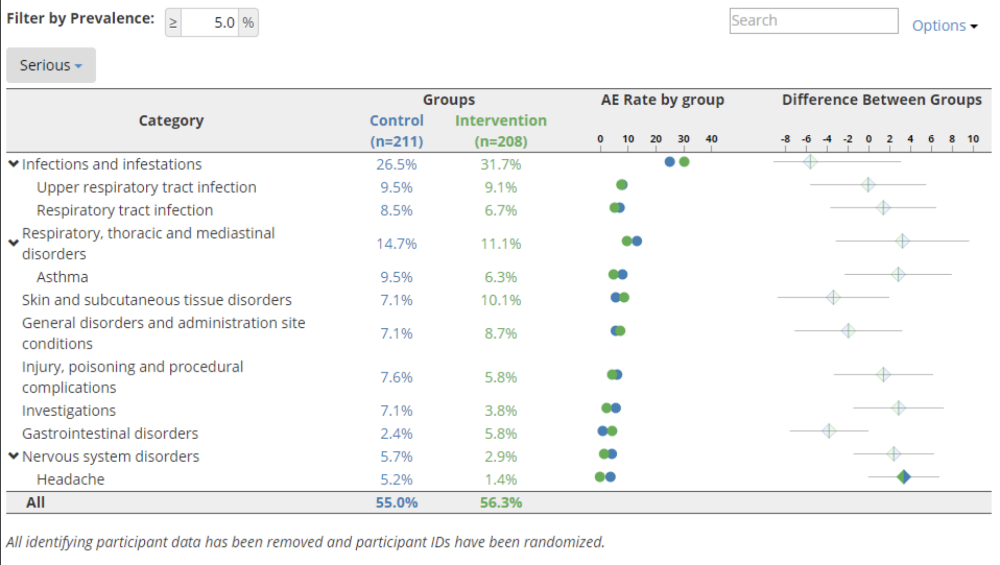 Filter by Prevalence: ≥ 5.0 %
Search
Options
Serious
Groups AE Rate by group Difference Between Groups
Category Control Intervention
(n=211) (n=208) 0 10 20 30 40 -8 -6 -4 -2 0 2 4 6 8 10
Infections and infestations 26.5% 31.7%
Upper respiratory tract infection 9.5% 9.1%
Respiratory tract infection 8.5% 6.7%
Respiratory, thoracic and mediastinal
disorders 14.7% 11.1%
Asthma 9.5% 6.3%
Skin and subcutaneous tissue disorders 7.1% 10.1%
General disorders and administration site
conditions 7.1% 8.7%
Injury, poisoning and procedural
complications 7.6% 5.8%
Investigations 7.1% 3.8%
Gastrointestinal disorders 2.4% 5.8%
Nervous system disorders 5.7% 2.9%
Headache 5.2% 1.4%
All 55.0% 56.3%
All identifying participant data has been removed and participant IDs have been randomized.